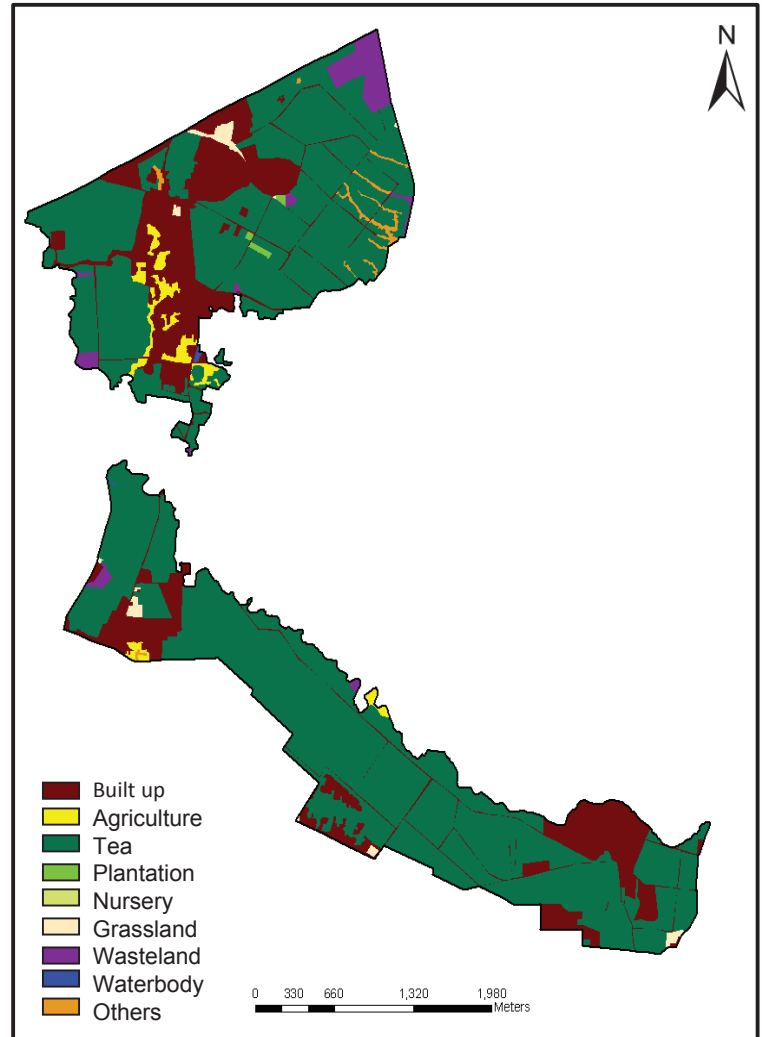 N
Built up
Agriculture
Tea
Plantation
Nursery
Grassland
Wasteland
Waterbody
Others
0 330 660 1,320 1,980
Meters